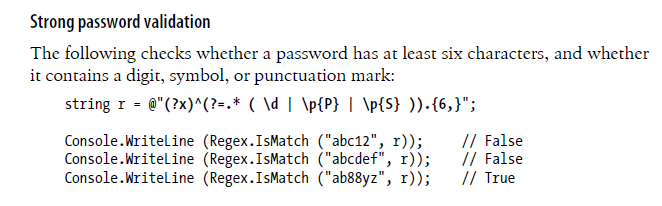 Strong password validation
The following checks whether a password has at least six characters, and whether
it contains a digit, symbol, or punctuation mark:
string r = @"(?x)^(?=.* ( \d | \p{P} | \p{S} )).{6,}";
Console.WriteLine (Regex.IsMatch ("abc12", r)); // False
Console.WriteLine (Regex.IsMatch ("abcdef", r)); // False
Console.WriteLine (Regex.IsMatch ("ab88yz", r)); // True